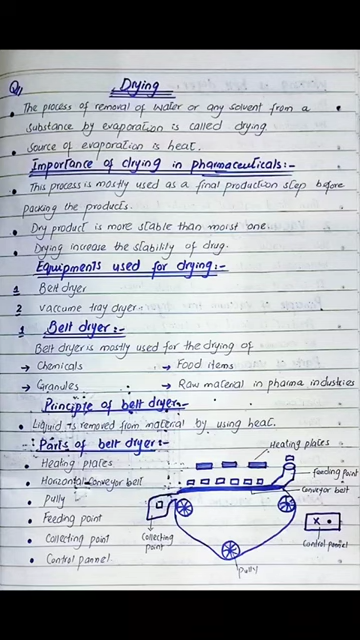 Q1 Drying
• The process of removal of water or any solvent from a
substance by evaporation is called drying
• Source of evaporation is heat.
Importance of drying in pharmaceuticals:-
• This process is mostly used as a final production step before
packing the products.
• Dry product is more stable than moist one.
• Drying increase the stability of drug.
Equipments used for drying:-
1 Belt dryer
2 Vaccume tray dryer.
1 Belt dryer:-
Belt dryer is mostly used for the drying of
→ Chemicals → Food items
→ Granules → Raw material in pharma industries
Principle of belt dryer:-
• Liquid is removed from material by using heat.
Parts of belt dryer:-
• Heating plates
• Horizontal conveyor belt
• Pully
• Feeding point
• Collecting point
• Control pannel.
Heating plates
feeding point
Conveyor belt
Collecting
point
X •
Control pannel
Pully